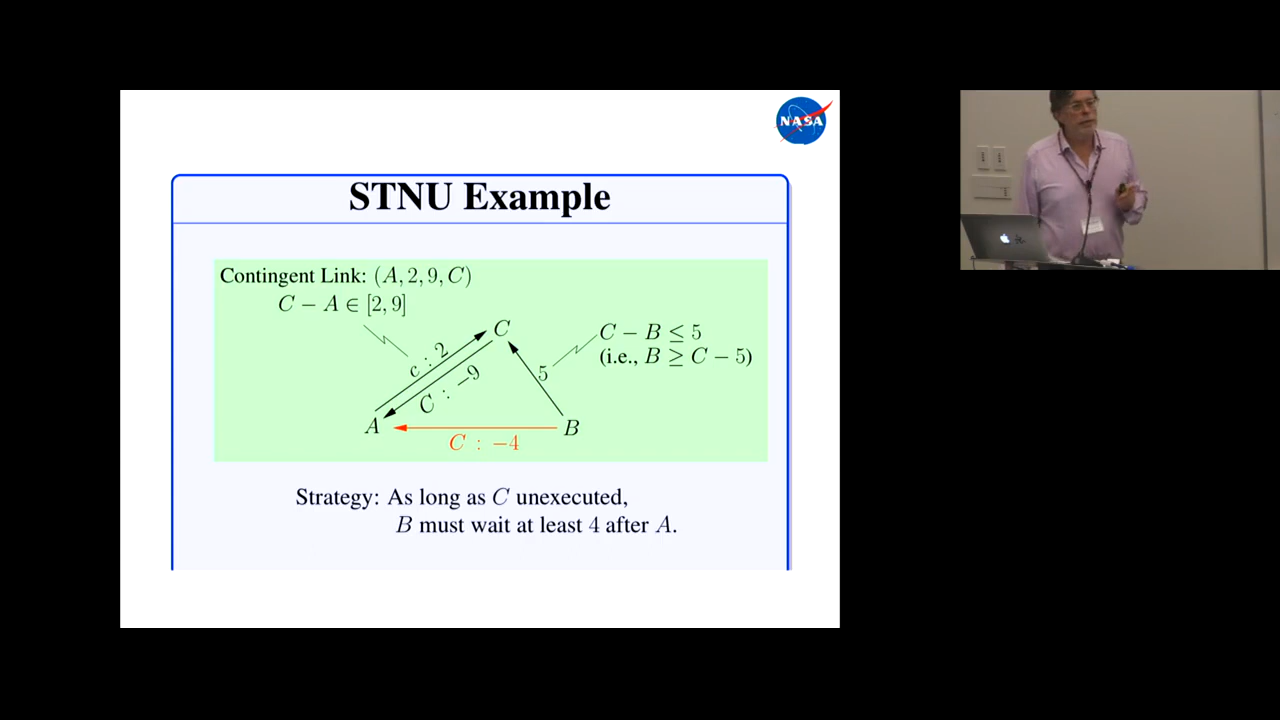 NASA
STNU Example
Contingent Link: (A, 2, 9, C)
C − A ∈ [2, 9]
C
C − B ≤ 5
(i.e., B ≥ C − 5)
c : 2
C : −9
5
A
B
C : −4
Strategy: As long as C unexecuted,
B must wait at least 4 after A.